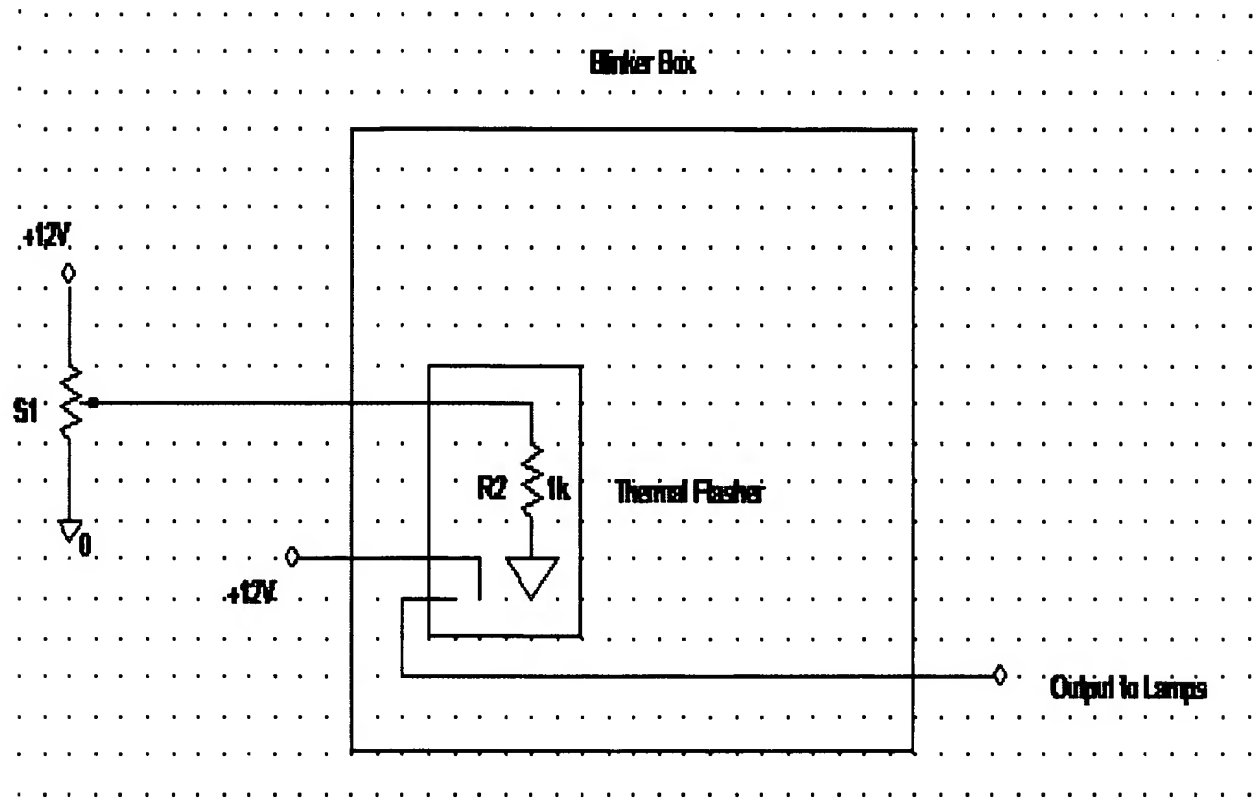 Blinker Box
+12V
S1
R2 1k
Thermal Flasher
0
+12V
Output to Lamps